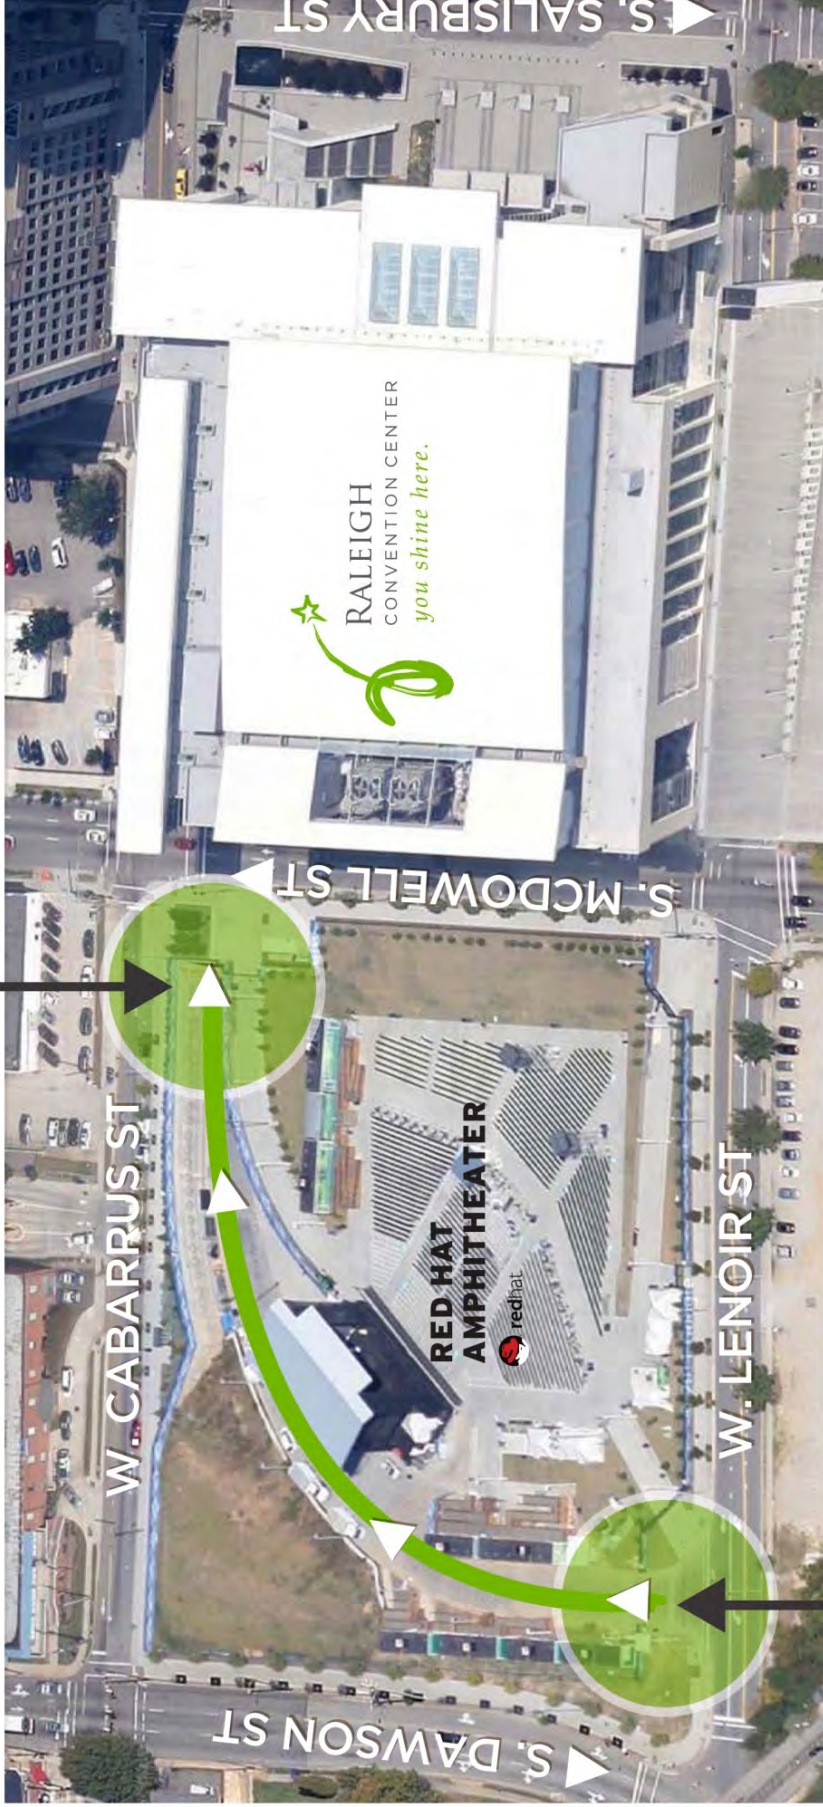 S. SALISBURY ST
RALEIGH
CONVENTION CENTER
you shine here.
S. MCDOWELL ST
W. CABARRUS ST
RED HAT
AMPHITHEATER
redhat
W. LENOIR ST
S. DAWSON ST